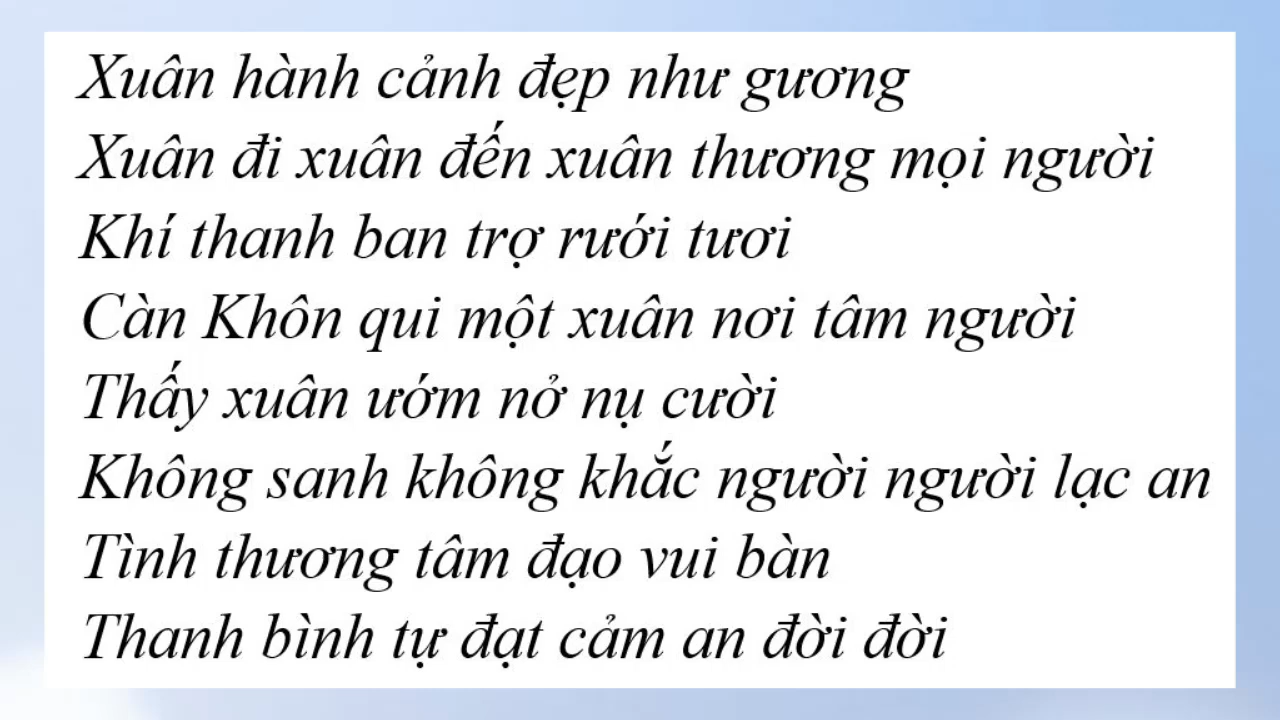 Xuân hành cảnh đẹp như gương
Xuân đi xuân đến xuân thương mọi người
Khí thanh ban trợ rưới tươi
Càn Khôn qui một xuân nơi tâm người
Thấy xuân ướm nở nụ cười
Không sanh không khắc người người lạc an
Tình thương tâm đạo vui bàn
Thanh bình tự đạt cảm an đời đời